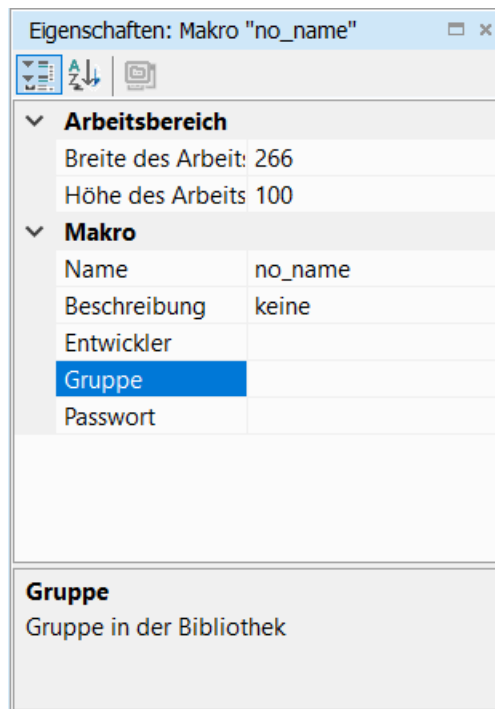 Eigenschaften: Makro "no_name"
Arbeitsbereich
Breite des Arbeit: 266
Höhe des Arbeits 100
Makro
Name no_name
Beschreibung keine
Entwickler
Gruppe
Passwort
Gruppe
Gruppe in der Bibliothek